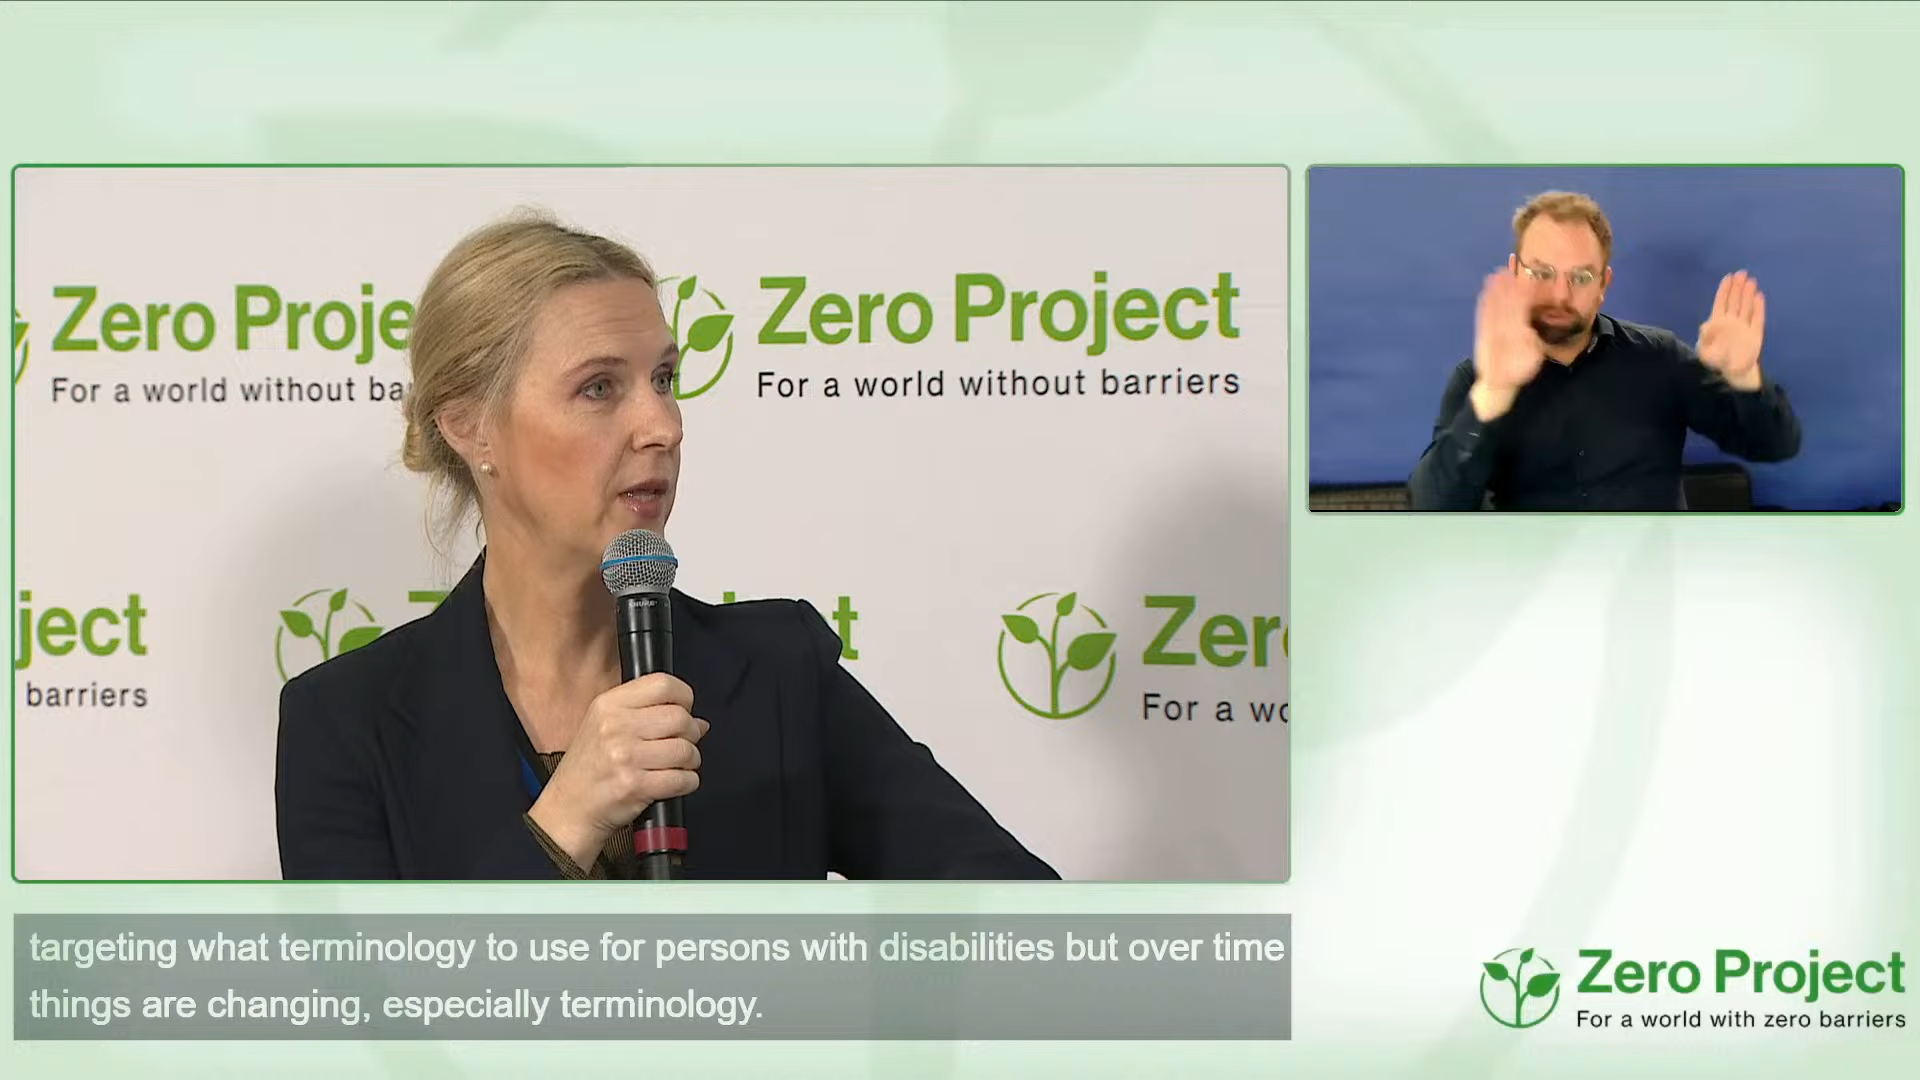 Zero Proje
For a world without ba
Zero Project
For a world without barriers
ject
barriers
Z
t
Zer
For a wo
SHURE
targeting what terminology to use for persons with disabilities but over time
things are changing, especially terminology.
Zero Project
For a world with zero barriers